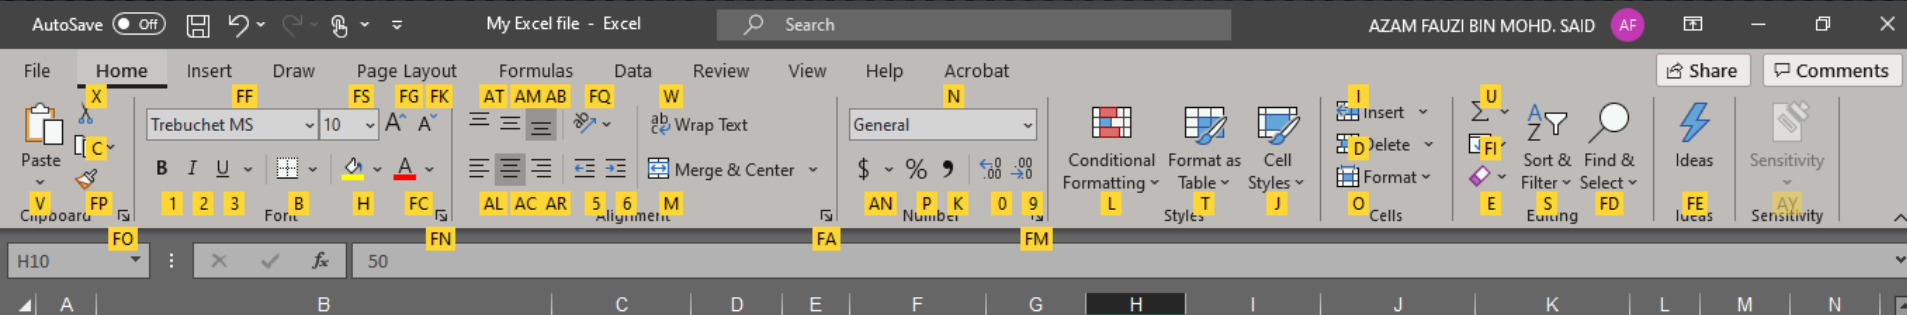 AutoSave Off My Excel file - Excel Search AZAM FAUZI BIN MOHD. SAID AF
File Home Insert Draw Page Layout Formulas Data Review View Help Acrobat Share Comments
X FF FS FG FK AT AM AB FQ W N I U
Trebuchet MS 10 A A ab Wrap Text General Insert
C D FI
Paste B I U A Merge & Center $ % , .00 .00 Delete
Conditional Formatting Format as Table Cell Styles Format Sort & Filter Find & Select Ideas Sensitivity
V FP 1 2 3 B H FC AL AC AR 5 6 M AN P K 0 9 L T J O E S FD FE AY
Clipboard Font Alignment Number Styles Cells Editing Ideas Sensitivity
FO FN FA FM
H10 fx 50
A B C D E F G H I J K L M N